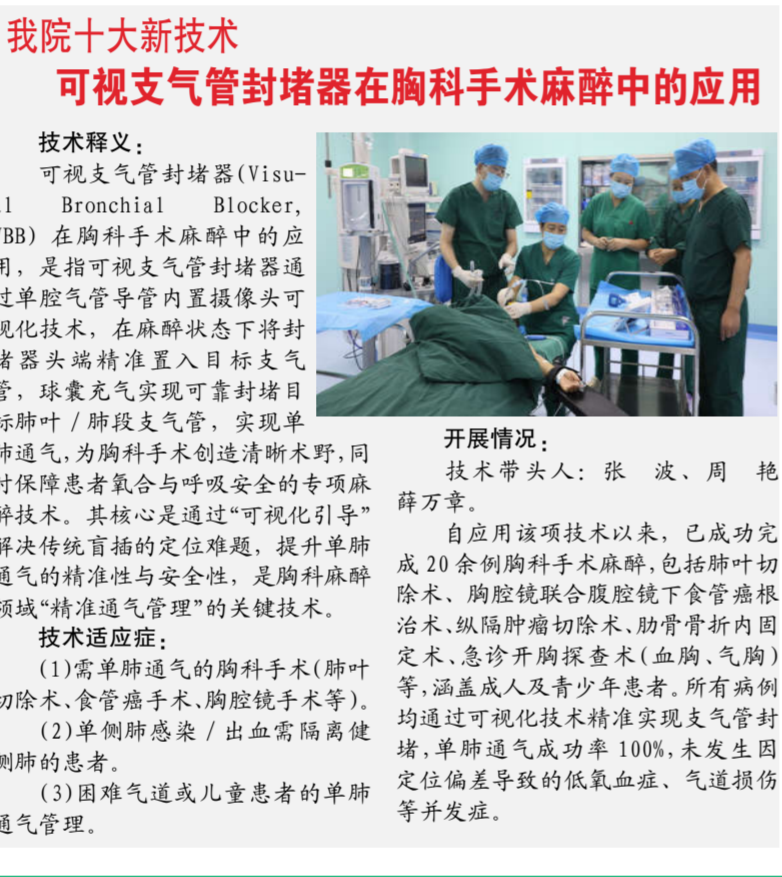 我院十大新技术
可视支气管封堵器在胸科手术麻醉中的应用
技术释义：
可视支气管封堵器(Visu-
al Bronchial Blocker,
VBB) 在胸科手术麻醉中的应
用，是指可视支气管封堵器通
过单腔气管导管内置摄像头可
视化技术，在麻醉状态下将封
堵器头端精准置入目标支气
管，球囊充气实现可靠封堵目
标肺叶/肺段支气管，实现单
肺通气,为胸科手术创造清晰术野,同
时保障患者氧合与呼吸安全的专项麻
醉技术。其核心是通过“可视化引导”
解决传统盲插的定位难题，提升单肺
通气的精准性与安全性，是胸科麻醉
领域“精准通气管理”的关键技术。
技术适应症：
(1)需单肺通气的胸科手术(肺叶
切除术、食管癌手术、胸腔镜手术等)。
(2)单侧肺感染/出血需隔离健
侧肺的患者。
(3)困难气道或儿童患者的单肺
通气管理。
开展情况：
技术带头人：张 波、周 艳
薛万章。
自应用该项技术以来，已成功完
成20余例胸科手术麻醉,包括肺叶切
除术、胸腔镜联合腹腔镜下食管癌根
治术、纵隔肿瘤切除术、肋骨骨折内固
定术、急诊开胸探查术(血胸、气胸)
等,涵盖成人及青少年患者。所有病例
均通过可视化技术精准实现支气管封
堵,单肺通气成功率100%,未发生因
定位偏差导致的低氧血症、气道损伤
等并发症。